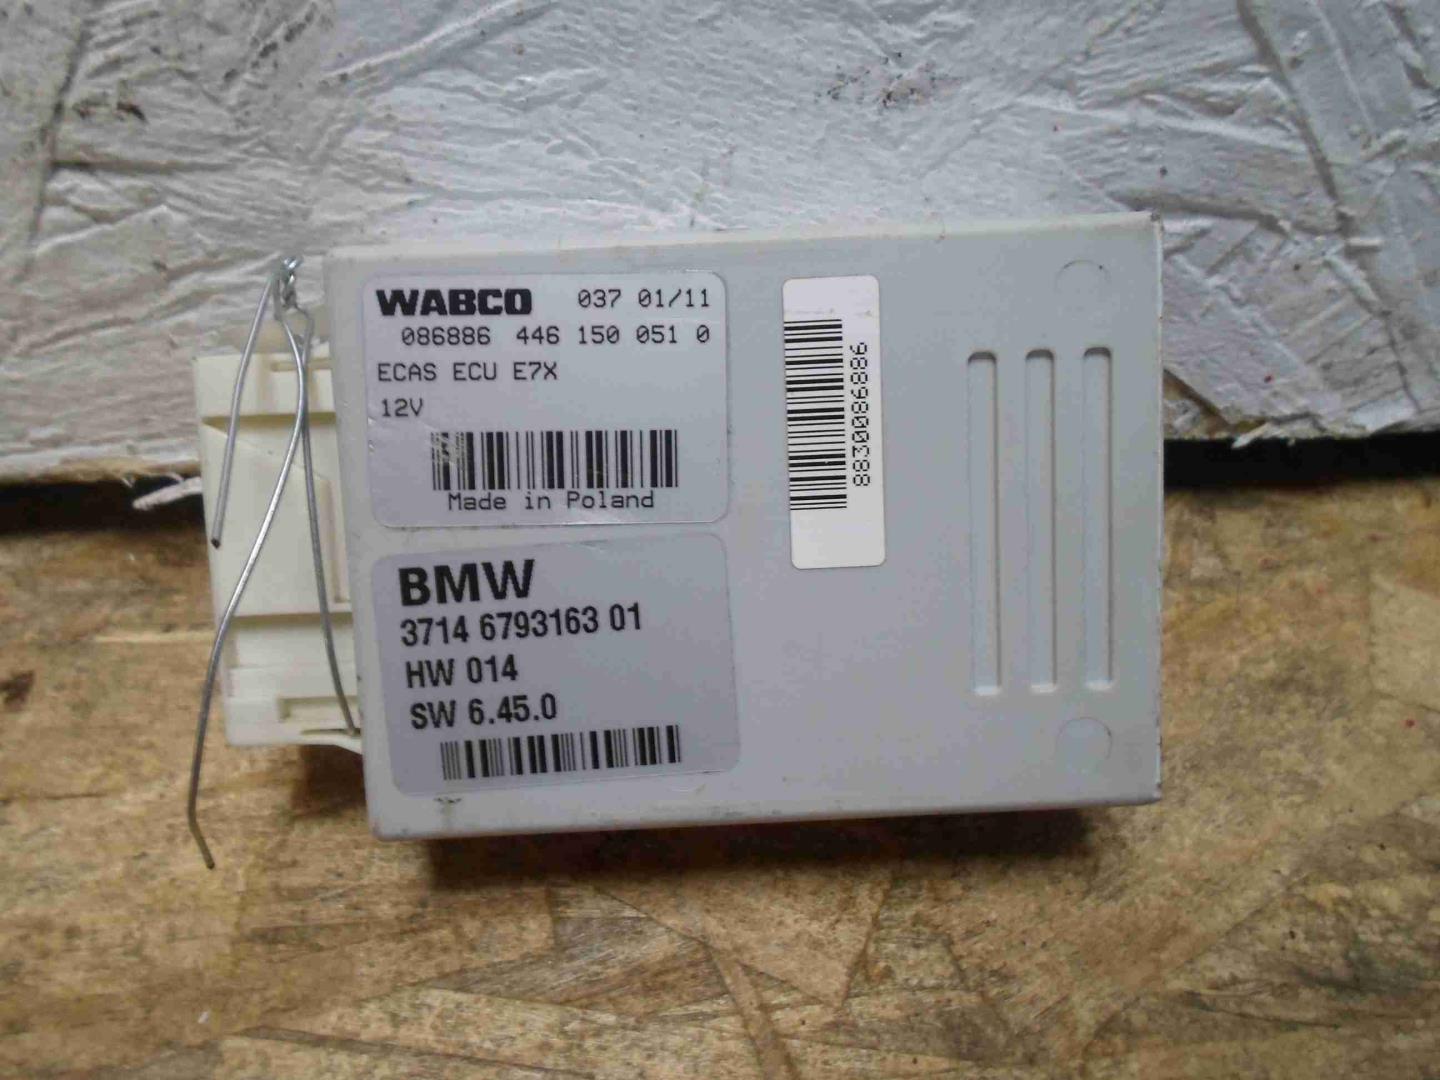 WABCO 037 01/11
086886 446 150 051 0
ECAS ECU E7X
12V
Made in Poland
BMW
3714 6793163 01
HW 014
SW 6.45.0
8830086886